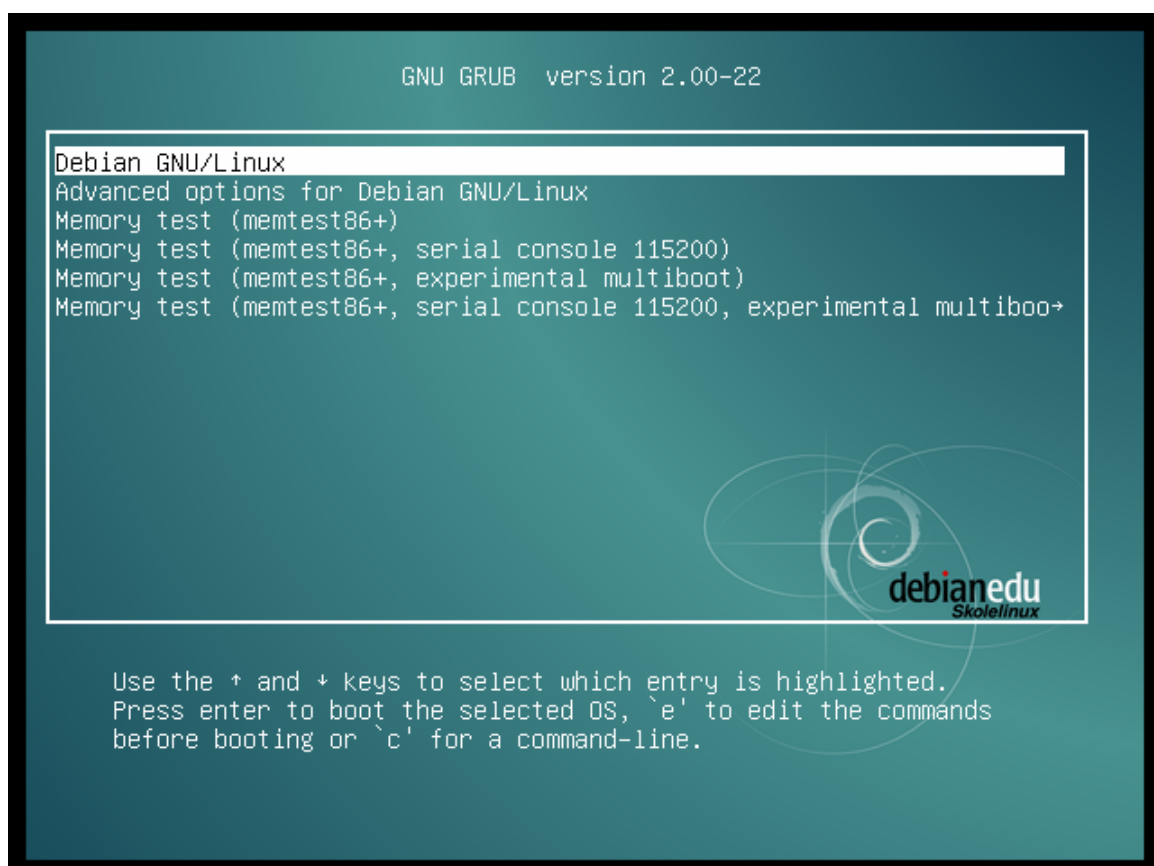 GNU GRUB  version 2.00-22
Debian GNU/Linux
Advanced options for Debian GNU/Linux
Memory test (memtest86+)
Memory test (memtest86+, serial console 115200)
Memory test (memtest86+, experimental multiboot)
Memory test (memtest86+, serial console 115200, experimental multiboo→
debianedu
Skolelinux
Use the ↑ and ↓ keys to select which entry is highlighted.
Press enter to boot the selected OS, `e' to edit the commands
before booting or `c' for a command-line.